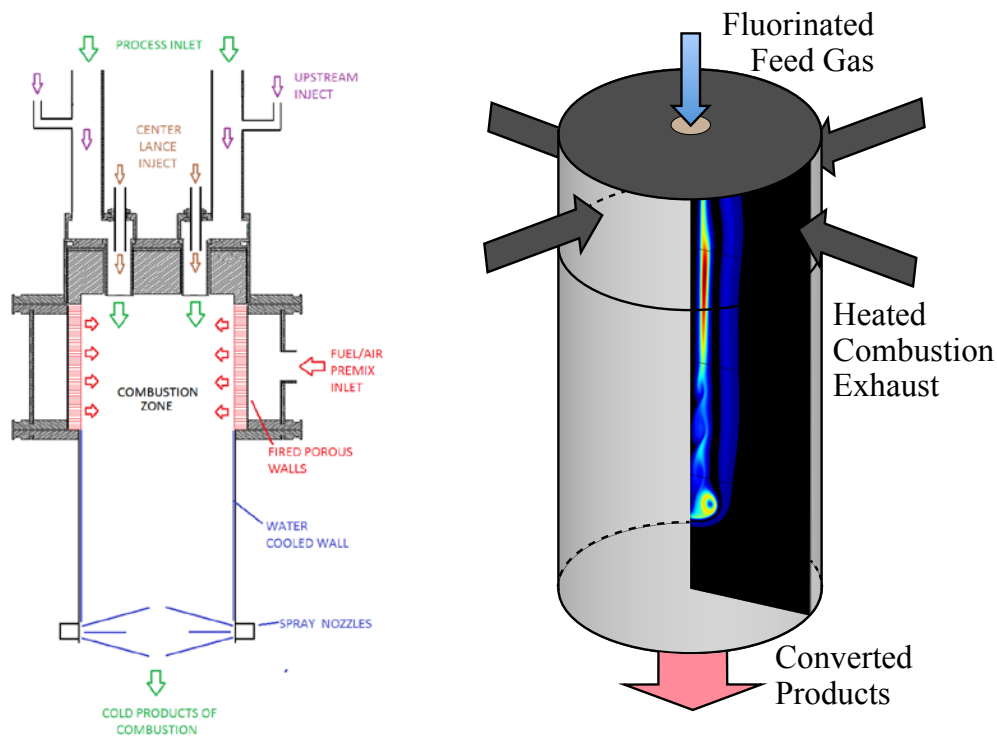 PROCESS INLET
UPSTREAM
INJECT
CENTER
LANCE
INJECT
COMBUSTION
ZONE
FUEL/AIR
PREMIX
INLET
FIRED POROUS
WALLS
WATER
COOLED WALL
SPRAY NOZZLES
COLD PRODUCTS OF
COMBUSTION
Fluorinated
Feed Gas
Heated
Combustion
Exhaust
Converted
Products